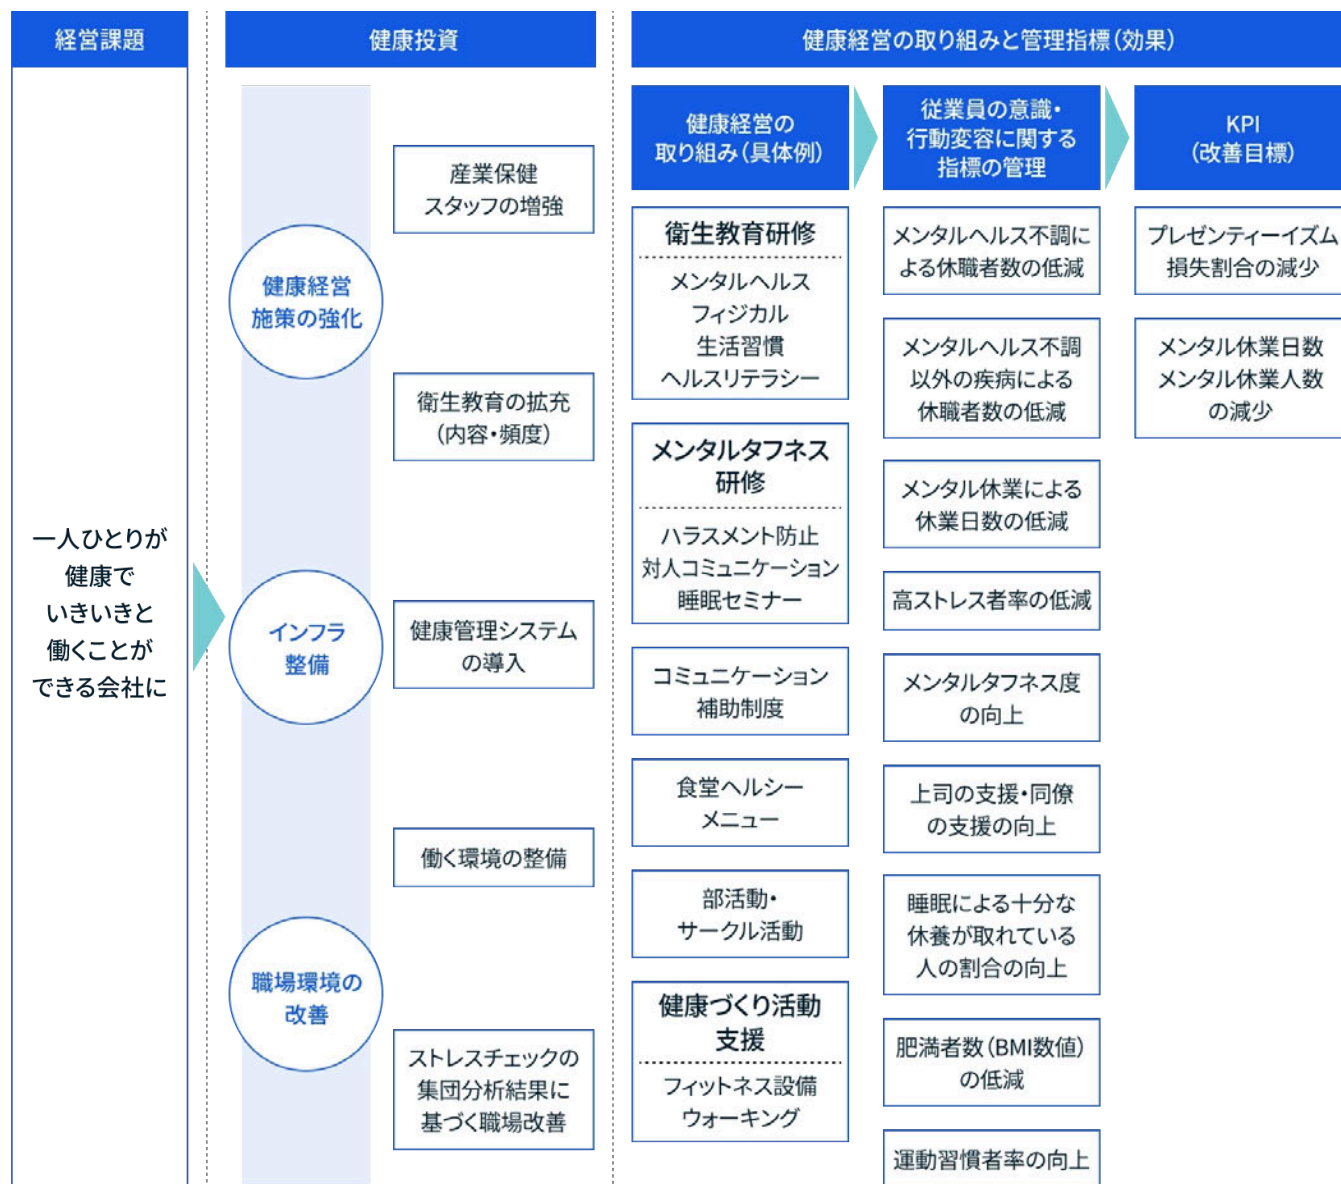 経営課題
一人ひとりが
健康で
いきいきと
働くことが
できる会社に
健康投資
健康経営
施策の強化
インフラ
整備
職場環境の
改善
産業保健
スタッフの増強
衛生教育の拡充
(内容・頻度)
健康管理システム
の導入
働く環境の整備
ストレスチェックの
集団分析結果に
基づく職場改善
健康経営の取り組みと管理指標(効果)
健康経営の
取り組み(具体例)
衛生教育研修
メンタルヘルス
フィジカル
生活習慣
ヘルスリテラシー
メンタルタフネス
研修
ハラスメント防止
対人コミュニケーション
睡眠セミナー
コミュニケーション
補助制度
食堂ヘルシー
メニュー
部活動・
サークル活動
健康づくり活動
支援
フィットネス設備
ウォーキング
従業員の意識・
行動変容に関する
指標の管理
メンタルヘルス不調に
よる休職者数の低減
メンタルヘルス不調
以外の疾病による
休職者数の低減
メンタル休業による
休業日数の低減
高ストレス者率の低減
メンタルタフネス度
の向上
上司の支援・同僚
の支援の向上
睡眠による十分な
休養が取れている
人の割合の向上
肥満者数(BMI数値)
の低減
運動習慣者率の向上
KPI
(改善目標)
プレゼンティーイズム
損失割合の減少
メンタル休業日数
メンタル休業人数
の減少